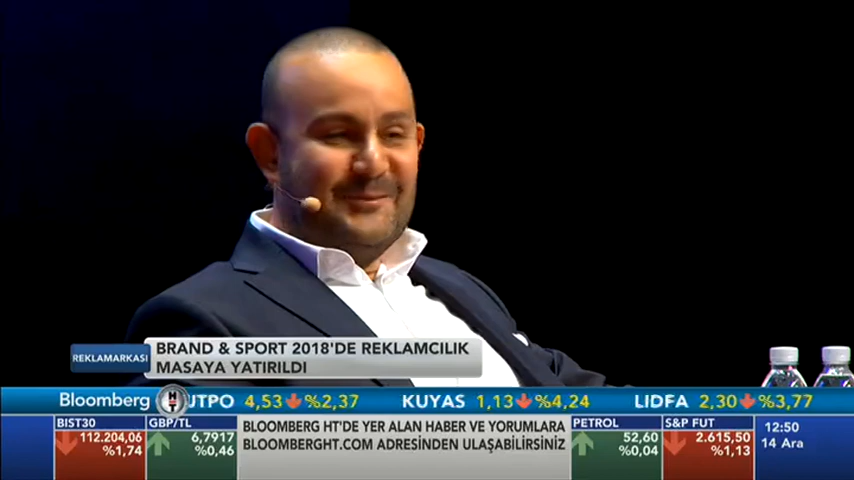 REKLAMARKASI
BRAND & SPORT 2018'DE REKLAMCILIK
MASAYA YATIRILDI
Bloomberg HT
UTPO 4,53 %2,37 KUYAS 1,13 %4,24 LIDFA 2,30 %3,77
BIST30
112.204,06
%1,74
GBP/TL
6,7917
%0,46
BLOOMBERG HT'DE YER ALAN HABER VE YORUMLARA
BLOOMBERGHT.COM ADRESİNDEN ULAŞABİLİRSİNİZ
PETROL
52,60
%0,04
S&P FUT
2.615,50
%1,13
12:50
14 Ara